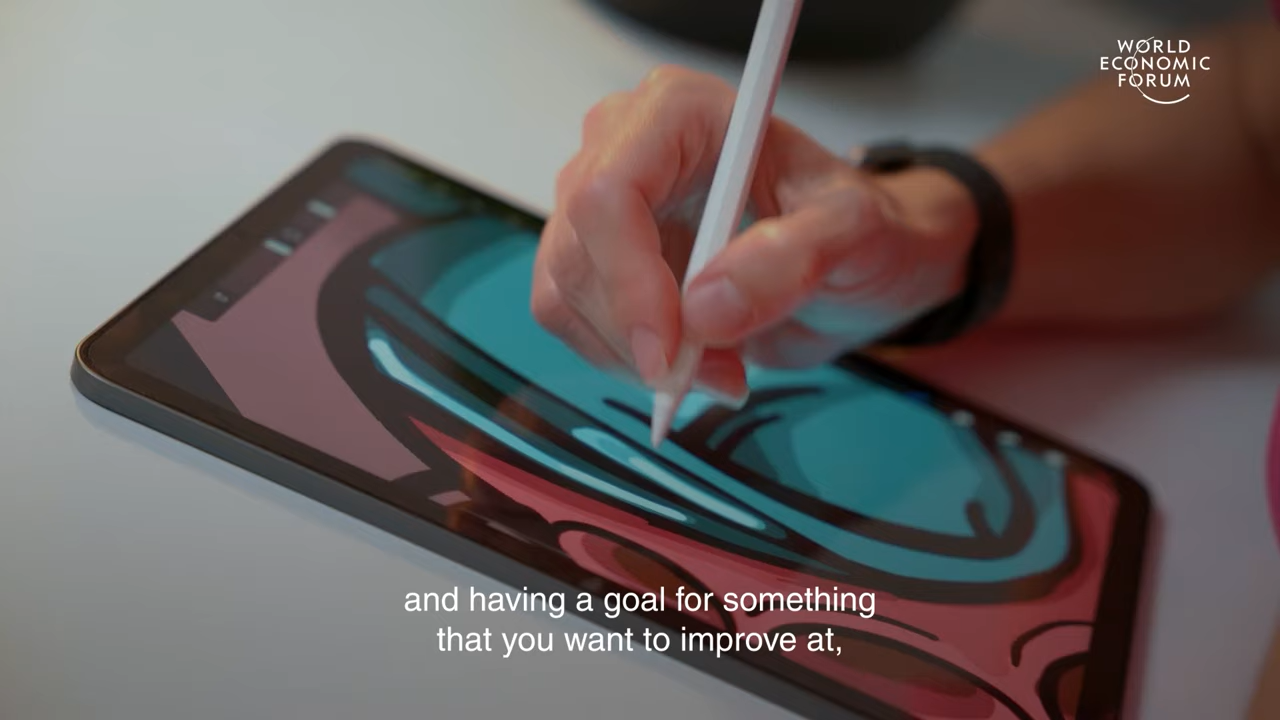 WORLD
ECONOMIC
FORUM
and having a goal for something
that you want to improve at,